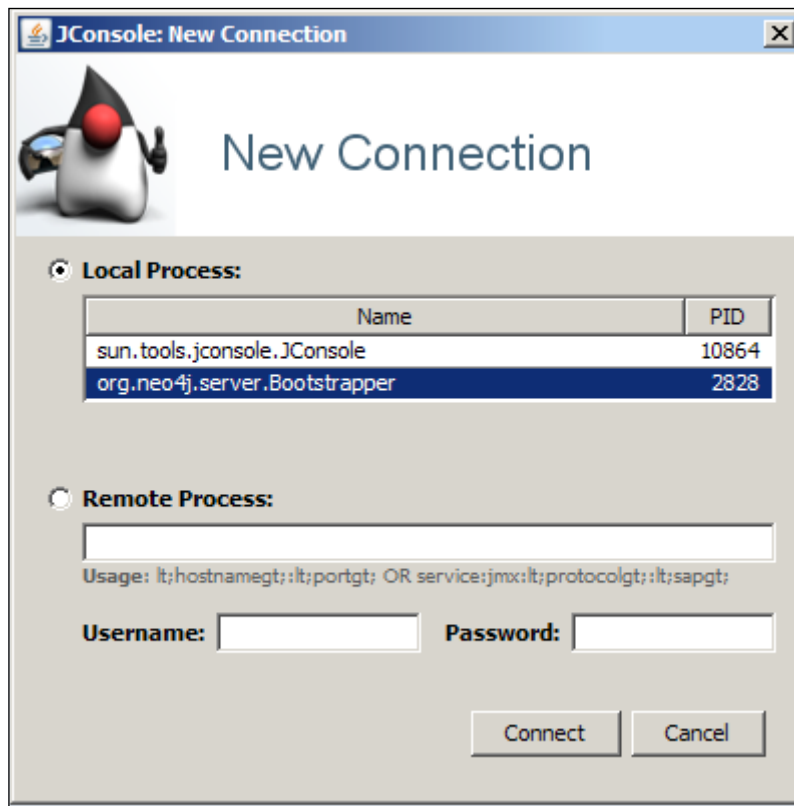 JConsole: New Connection
New Connection
Local Process:
Name PID
sun.tools.jconsole.JConsole 10864
org.neo4j.server.Bootstrapper 2828
Remote Process:
Usage: lt;hostnamegt;:lt;portgt; OR service:jmx:lt;protocolgt;:lt;sapgt;
Username: Password:
Connect Cancel